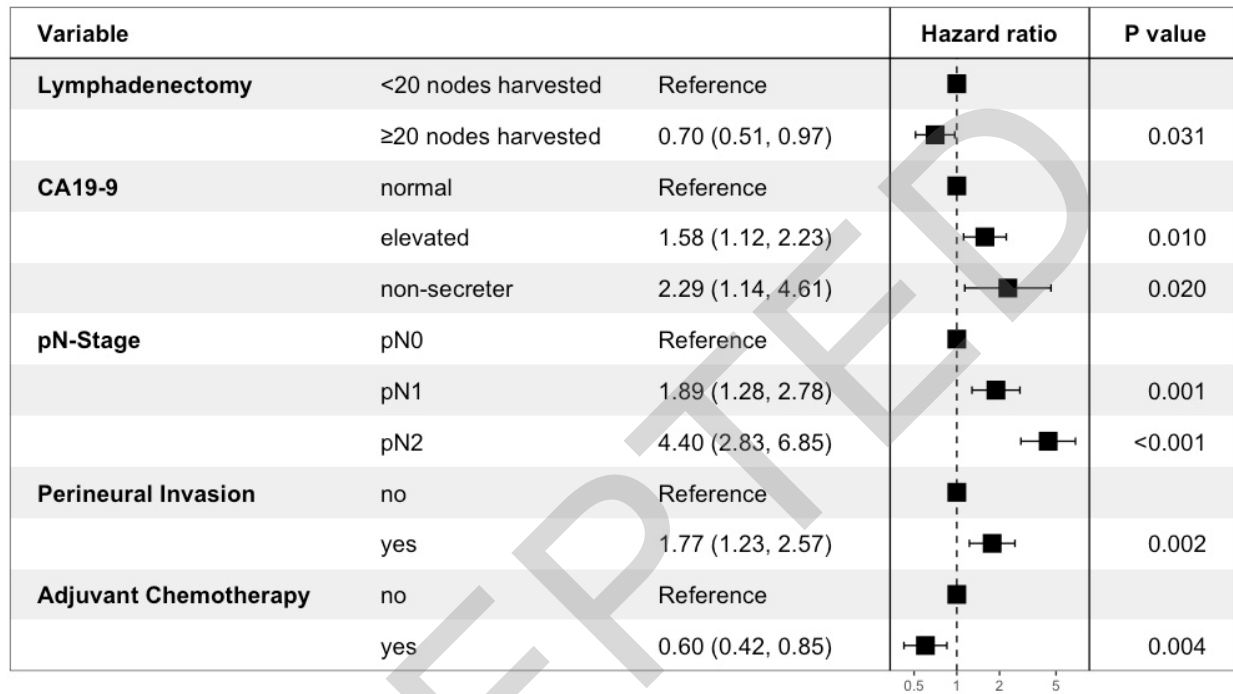 Variable Hazard ratio P value
Lymphadenectomy <20 nodes harvested Reference
≥20 nodes harvested 0.70 (0.51, 0.97) 0.031
CA19-9 normal Reference
elevated 1.58 (1.12, 2.23) 0.010
non-secreter 2.29 (1.14, 4.61) 0.020
pN-Stage pN0 Reference
pN1 1.89 (1.28, 2.78) 0.001
pN2 4.40 (2.83, 6.85) <0.001
Perineural Invasion no Reference
yes 1.77 (1.23, 2.57) 0.002
Adjuvant Chemotherapy no Reference
yes 0.60 (0.42, 0.85) 0.004
0.5 1 2 5
EPTED